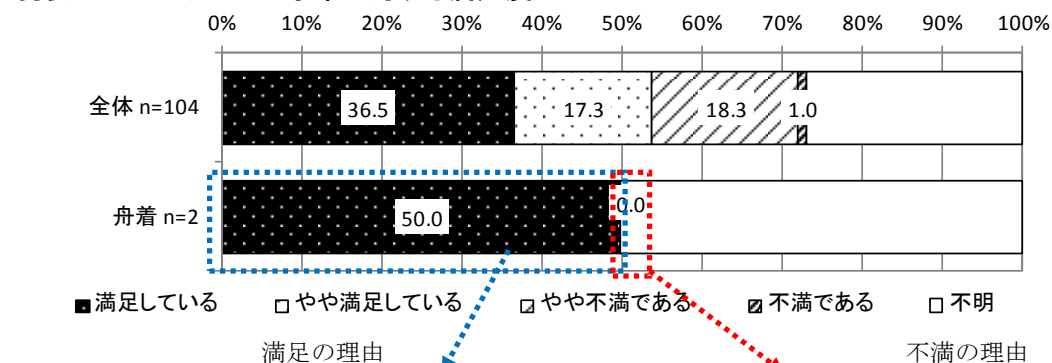 0% 10% 20% 30% 40% 50% 60% 70% 80% 90% 100%
全体 n=104 36.5 17.3 18.3 1.0
舟着 n=2 50.0 0.0
満足している やや満足している やや不満である 不満である 不明
満足の理由 不満の理由